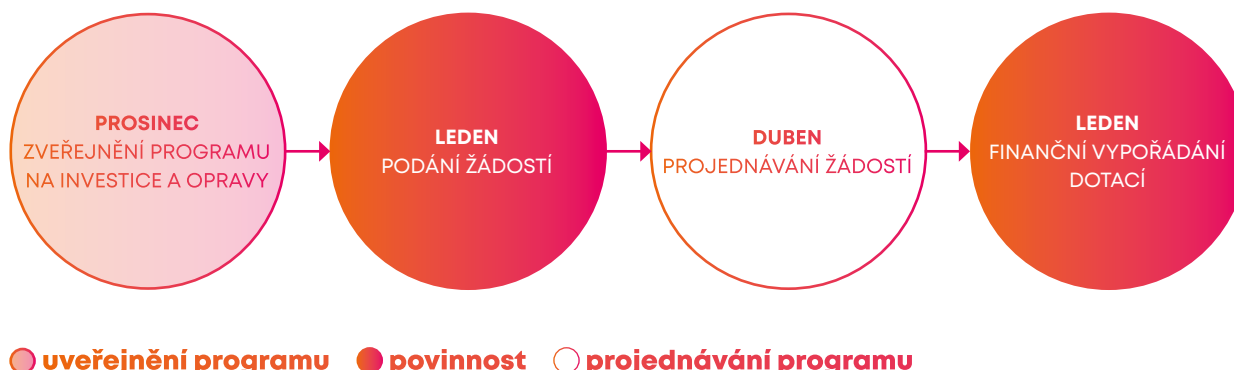 PROSINEC
ZVEŘEJNĚNÍ PROGRAMU
NA INVESTICE A OPRAVY
LEDEN
PODÁNÍ ŽÁDOSTÍ
DUBEN
PROJEDNÁVÁNÍ ŽÁDOSTÍ
LEDEN
FINANČNÍ VYPOŘÁDÁNÍ
DOTACÍ
uveřejnění programu
povinnost
projednávání programu